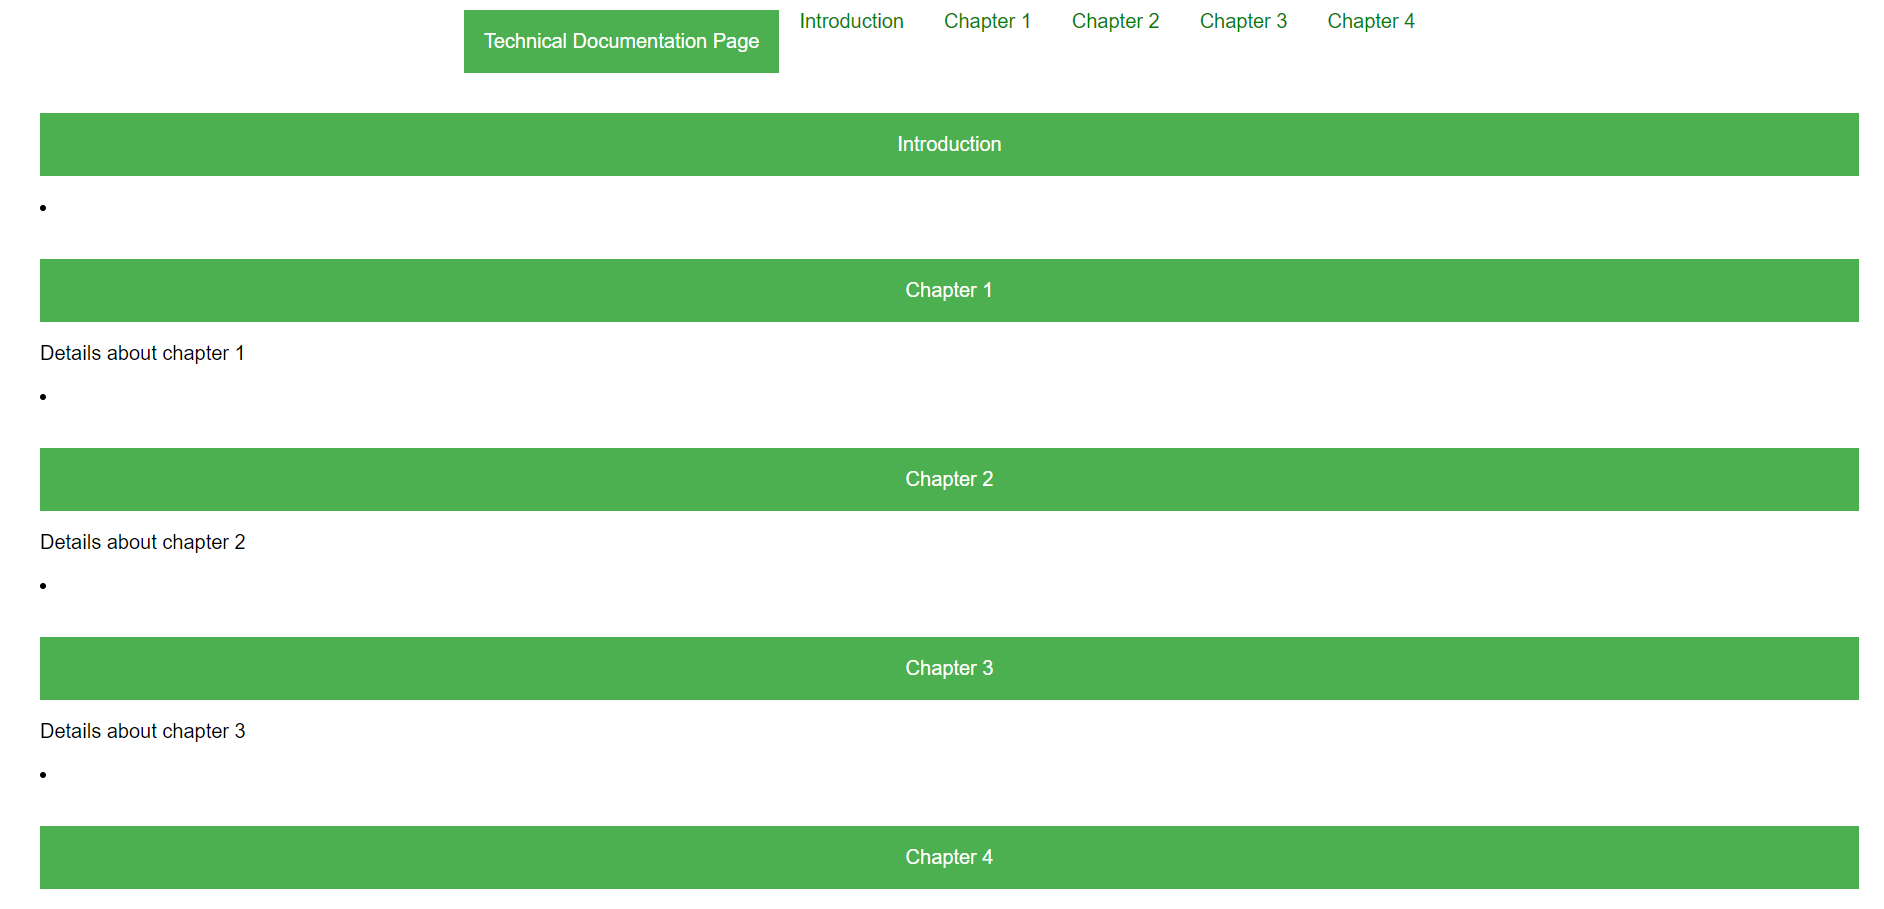 Technical Documentation Page Introduction Chapter 1 Chapter 2 Chapter 3 Chapter 4
Introduction
•
Chapter 1
Details about chapter 1
•
Chapter 2
Details about chapter 2
•
Chapter 3
Details about chapter 3
•
Chapter 4